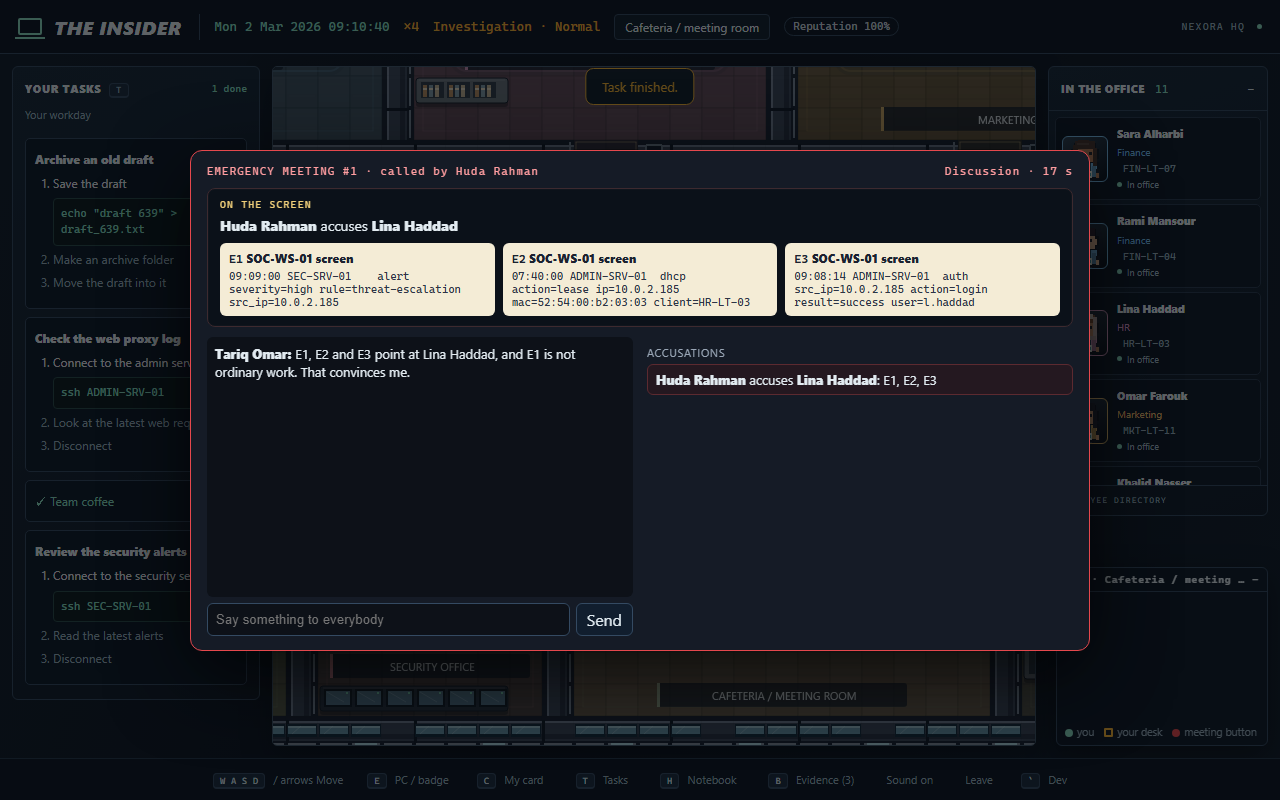 THE INSIDER
Mon 2 Mar 2026 09:10:40 ×4 Investigation · Normal
Cafeteria / meeting room
Reputation 100%
NEXORA HQ
YOUR TASKS T
1 done
Your workday
Archive an old draft
1. Save the draft
echo "draft 639" >
draft_639.txt
2. Make an archive folder
3. Move the draft into it
Check the web proxy log
1. Connect to the admin serv
ssh ADMIN-SRV-01
2. Look at the latest web req
3. Disconnect
✓ Team coffee
Review the security alerts
1. Connect to the security se
ssh SEC-SRV-01
2. Read the latest alerts
3. Disconnect
Task finished.
MARKETING
EMERGENCY MEETING #1 · called by Huda Rahman
Discussion · 17 s
ON THE SCREEN
Huda Rahman accuses Lina Haddad
E1 SOC-WS-01 screen
09:09:00 SEC-SRV-01 alert
severity=high rule=threat-escalation
src_ip=10.0.2.185
E2 SOC-WS-01 screen
07:40:00 ADMIN-SRV-01 dhcp
action=lease ip=10.0.2.185
mac=52:54:00:b2:03:03 client=HR-LT-03
E3 SOC-WS-01 screen
09:08:14 ADMIN-SRV-01 auth
src_ip=10.0.2.185 action=login
result=success user=l.haddad
Tariq Omar: E1, E2 and E3 point at Lina Haddad, and E1 is not
ordinary work. That convinces me.
ACCUSATIONS
Huda Rahman accuses Lina Haddad: E1, E2, E3
Say something to everybody
Send
SECURITY OFFICE
CAFETERIA / MEETING ROOM
IN THE OFFICE 11 −
Sara Alharbi
Finance
FIN-LT-07
In office
Rami Mansour
Finance
FIN-LT-04
In office
Lina Haddad
HR
HR-LT-03
In office
Omar Farouk
Marketing
MKT-LT-11
In office
Khalid Nasser
DIRECTORY
· Cafeteria / meeting … −
you
your desk
meeting button
W A S D / arrows Move
E PC / badge
C My card
T Tasks
H Notebook
B Evidence (3)
Sound on
Leave
` Dev